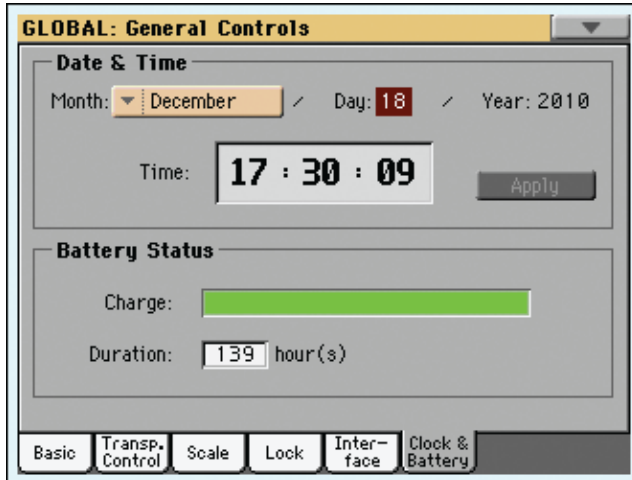 GLOBAL: General Controls
Date & Time
Month: December / Day: 18 / Year: 2010
Time: 17 : 30 : 09
Apply
Battery Status
Charge:
Duration: 139 hour(s)
Basic Transp. Control Scale Lock Inter- face Clock & Battery